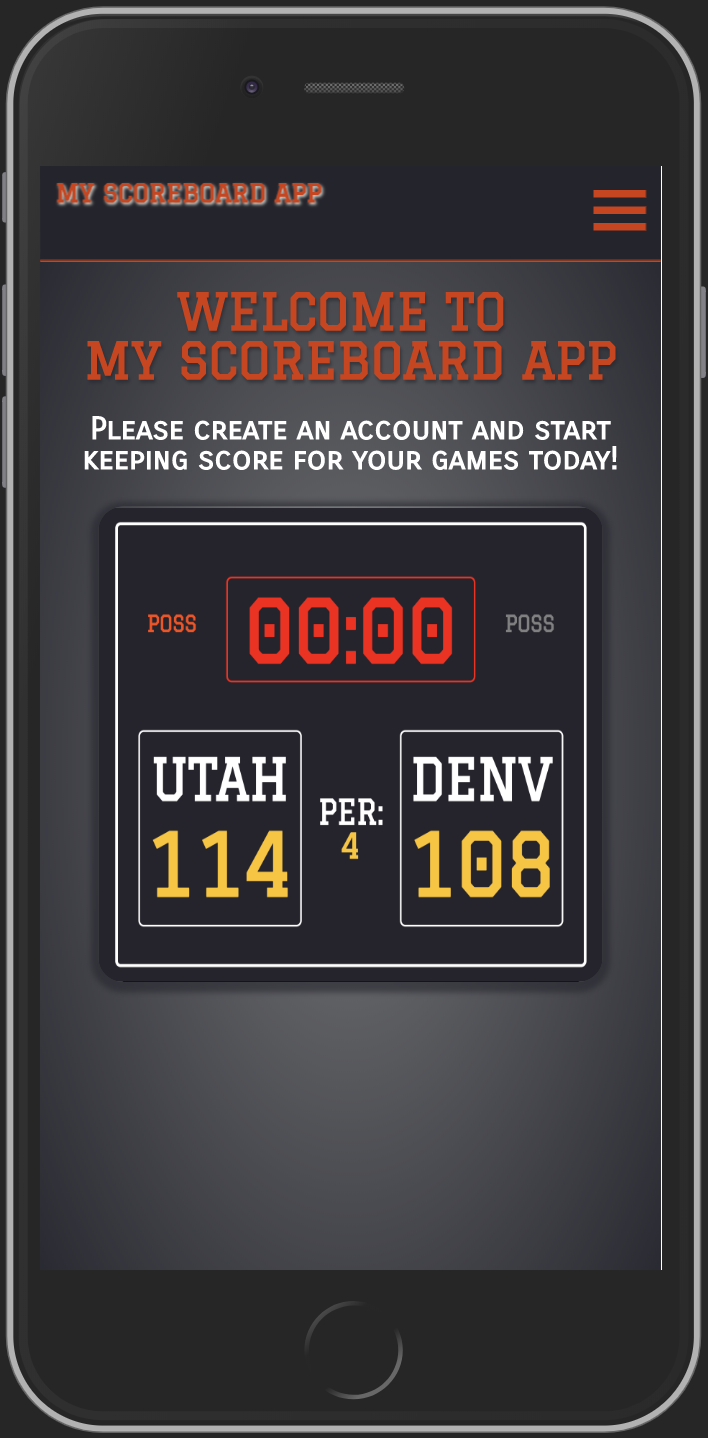 MY SCOREBOARD APP
WELCOME TO
MY SCOREBOARD APP
PLEASE CREATE AN ACCOUNT AND START
KEEPING SCORE FOR YOUR GAMES TODAY!
POSS 00:00 POSS
UTAH DENV
PER:
114 4 108